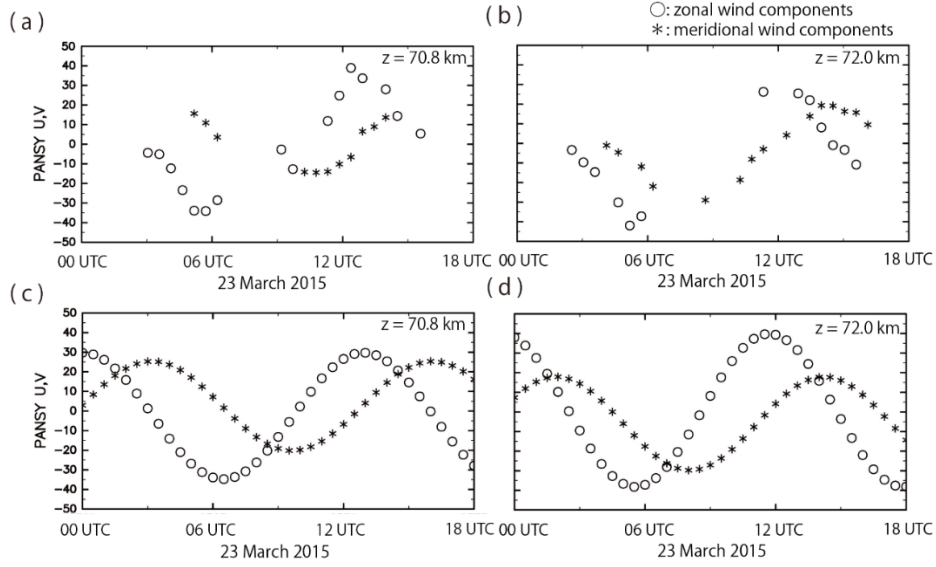 ○: zonal wind components
*: meridional wind components
(a)
z = 70.8 km
PANSY U,V
50
40
30
20
10
0
-10
-20
-30
-40
-50
00 UTC 06 UTC 12 UTC 18 UTC
23 March 2015
(b)
z = 72.0 km
00 UTC 06 UTC 12 UTC 18 UTC
23 March 2015
(c)
z = 70.8 km
PANSY U,V
50
40
30
20
10
0
-10
-20
-30
-40
-50
00 UTC 06 UTC 12 UTC 18 UTC
23 March 2015
(d)
z = 72.0 km
00 UTC 06 UTC 12 UTC 18 UTC
23 March 2015